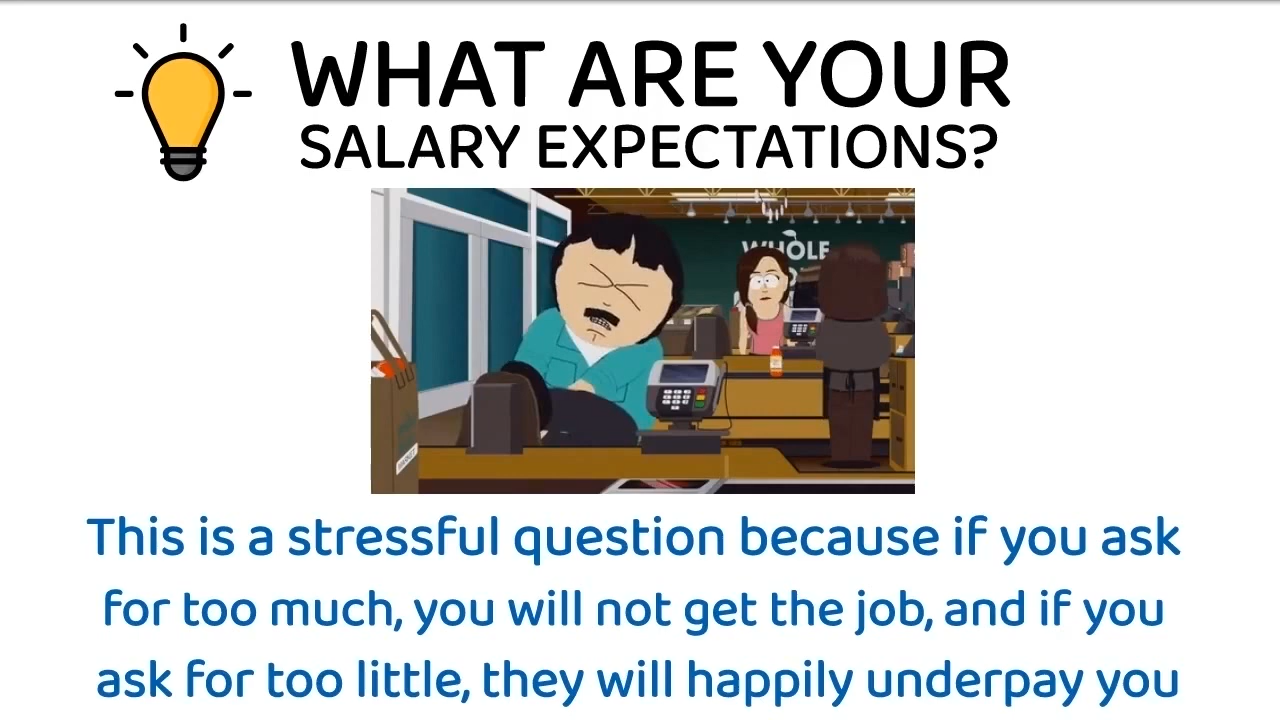 WHAT ARE YOUR
SALARY EXPECTATIONS?
WHOLE
This is a stressful question because if you ask
for too much, you will not get the job, and if you
ask for too little, they will happily underpay you